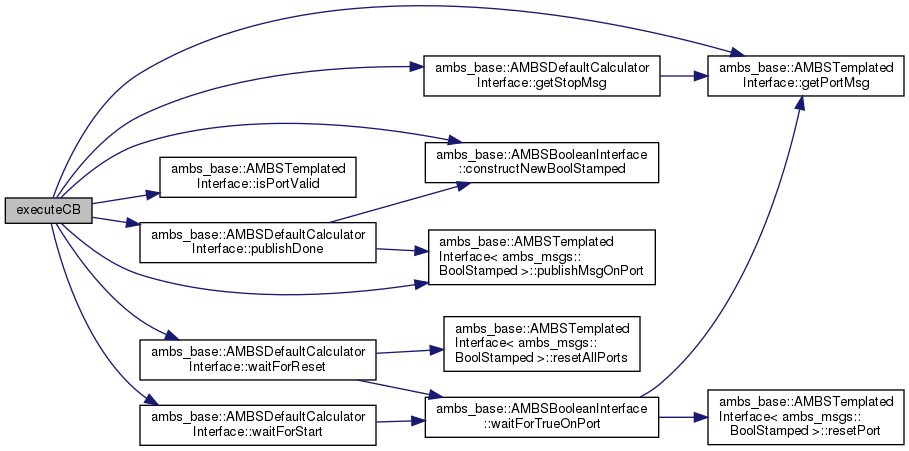 executeCB
ambs_base::AMBSTemplated
Interface::isPortValid
ambs_base::AMBSDefaultCalculator
Interface::publishDone
ambs_base::AMBSDefaultCalculator
Interface::waitForReset
ambs_base::AMBSDefaultCalculator
Interface::waitForStart
ambs_base::AMBSDefaultCalculator
Interface::getStopMsg
ambs_base::AMBSBooleanInterface
::constructNewBoolStamped
ambs_base::AMBSTemplated
Interface< ambs_msgs::
BoolStamped >::publishMsgOnPort
ambs_base::AMBSTemplated
Interface< ambs_msgs::
BoolStamped >::resetAllPorts
ambs_base::AMBSBooleanInterface
::waitForTrueOnPort
ambs_base::AMBSTemplated
Interface::getPortMsg
ambs_base::AMBSTemplated
Interface< ambs_msgs::
BoolStamped >::resetPort